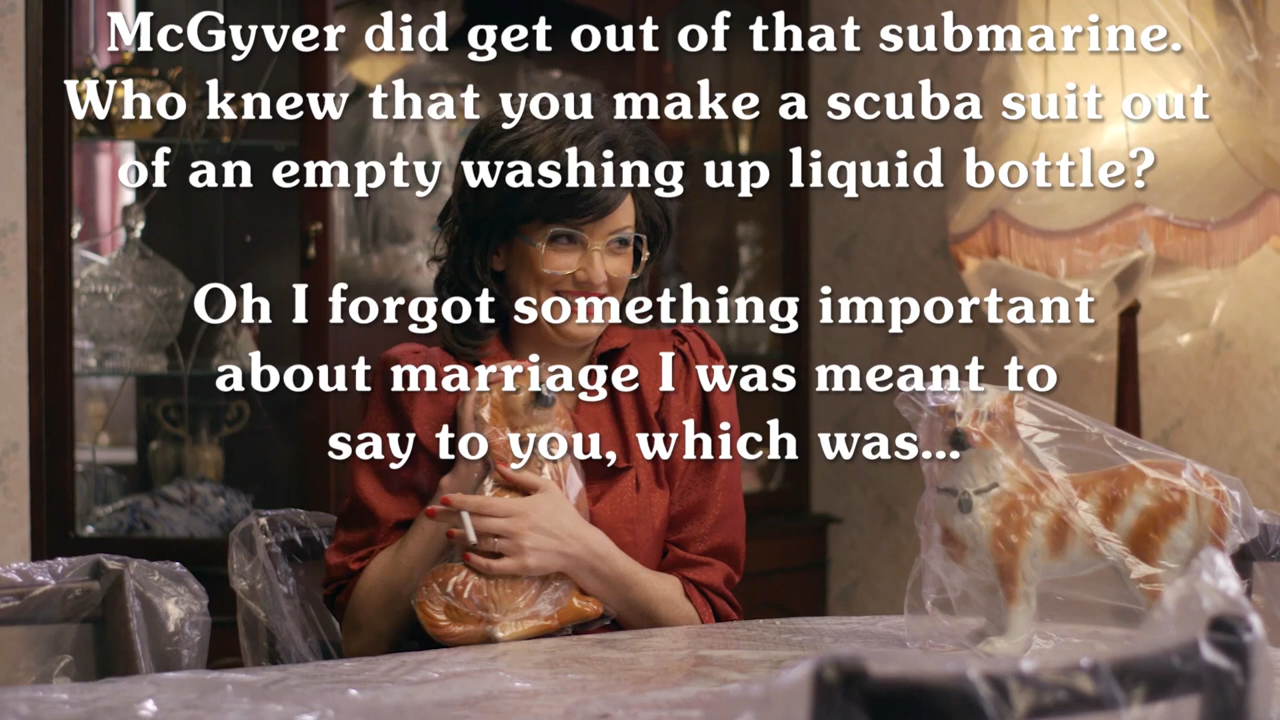 McGyver did get out of that submarine.
Who knew that you make a scuba suit out
of an empty washing up liquid bottle?
Oh I forgot something important
about marriage I was meant to
say to you, which was...